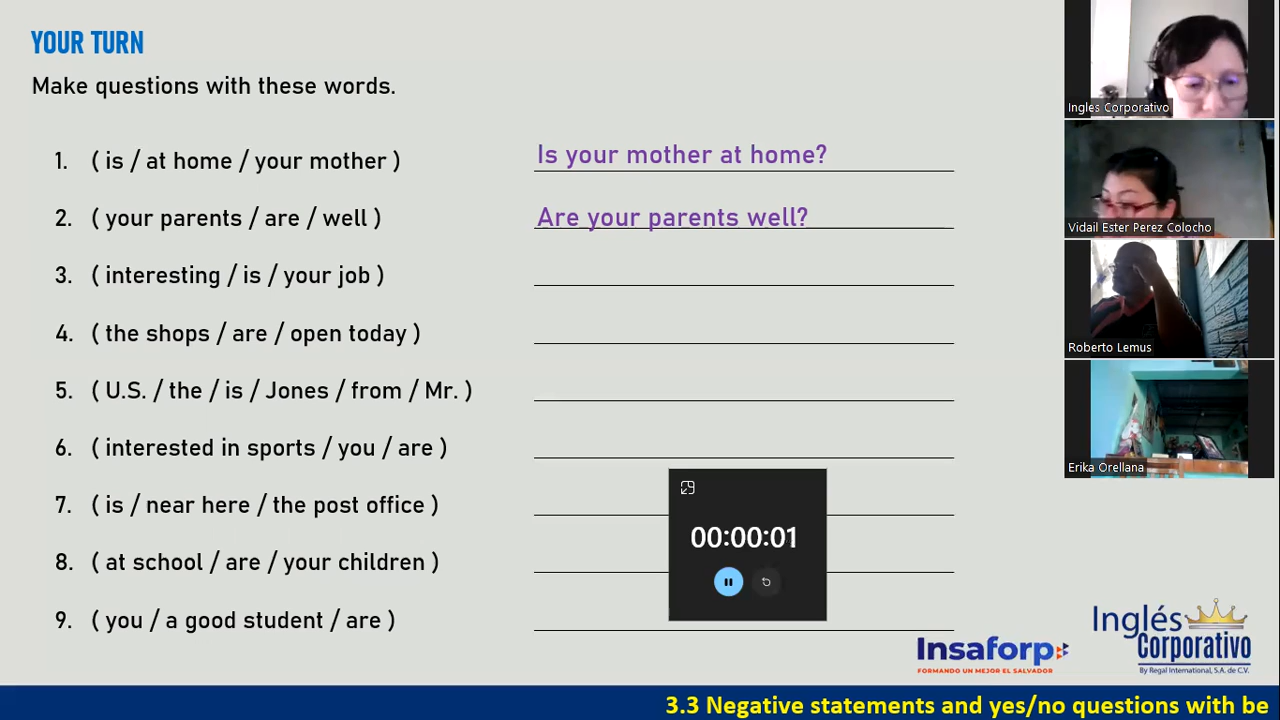 YOUR TURN
Make questions with these words.
1. ( is / at home / your mother ) Is your mother at home?
2. ( your parents / are / well ) Are your parents well?
3. ( interesting / is / your job )
4. ( the shops / are / open today )
5. ( U.S. / the / is / Jones / from / Mr. )
6. ( interested in sports / you / are )
7. ( is / near here / the post office )
8. ( at school / are / your children )
9. ( you / a good student / are )
00:00:01
Ingles Corporativo
Vidail Ester Perez Colocho
Roberto Lemus
Erika Orellana
Insaforp
FORMANDO UN MEJOR EL SALVADOR
Inglés
Corporativo
By Regal International, S.A. de C.V.
3.3 Negative statements and yes/no questions with be